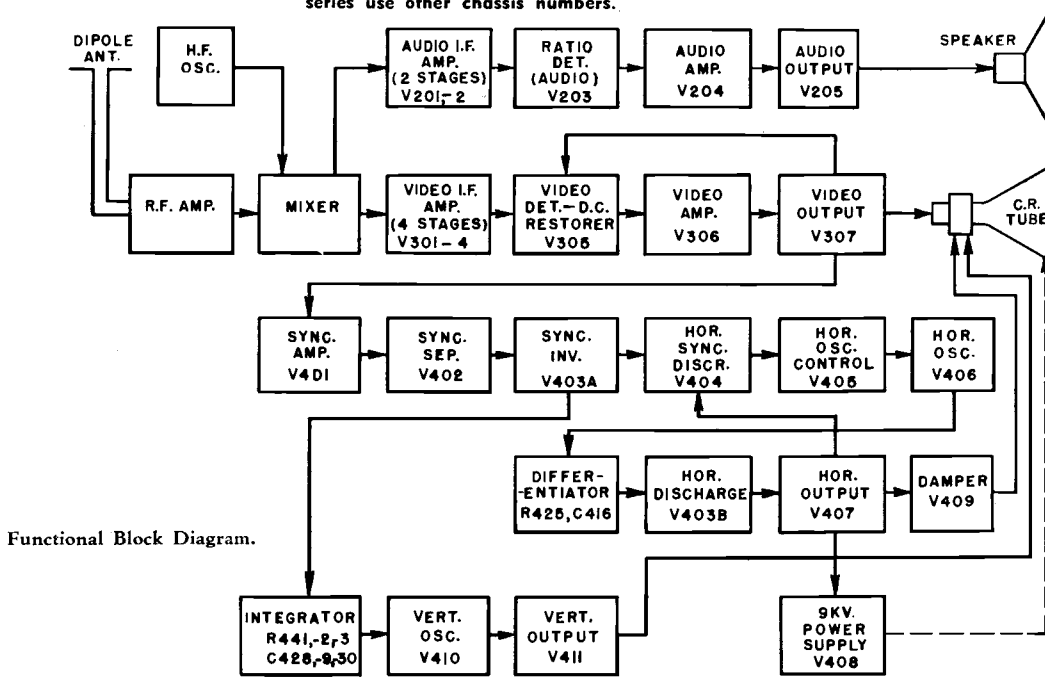 series use other chassis numbers.
DIPOLE
ANT.
H.F.
OSC.
AUDIO I.F.
AMP.
(2 STAGES)
V201,-2
RATIO
DET.
(AUDIO)
V203
AUDIO
AMP.
V204
AUDIO
OUTPUT
V205
SPEAKER
R.F. AMP.
MIXER
VIDEO I.F.
AMP.
(4 STAGES)
V301-4
VIDEO
DET.-D.C.
RESTORER
V305
VIDEO
AMP.
V306
VIDEO
OUTPUT
V307
C.R.
TUBE
SYNC.
AMP.
V4D1
SYNC.
SEP.
V402
SYNC.
INV.
V403A
HOR.
SYNC.
DISCR.
V404
HOR.
OSC.
CONTROL
V405
HOR.
OSC.
V406
DIFFER-
-ENTIATOR
R425,C416
HOR.
DISCHARGE
V403B
HOR.
OUTPUT
V407
DAMPER
V409
Functional Block Diagram.
INTEGRATOR
R441,-2,-3
C428,-9,-30
VERT.
OSC.
V410
VERT.
OUTPUT
V411
9KV.
POWER
SUPPLY
V408